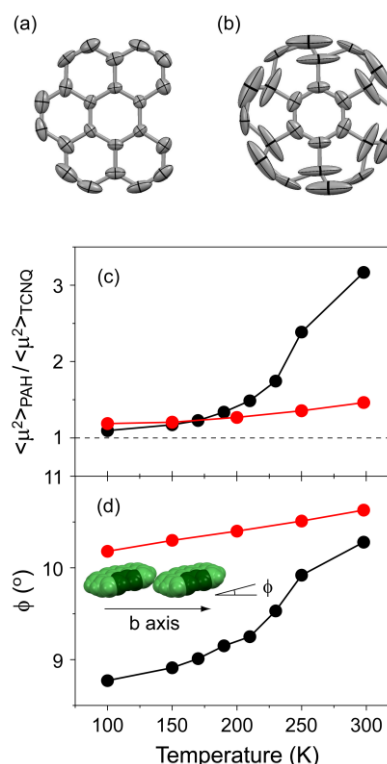 (a)
(b)
<μ²>PAH / <μ²>TCNQ
3
2
1
(c)
ϕ (º)
11
10
9
(d)
b axis
ϕ
100 150 200 250 300
Temperature (K)